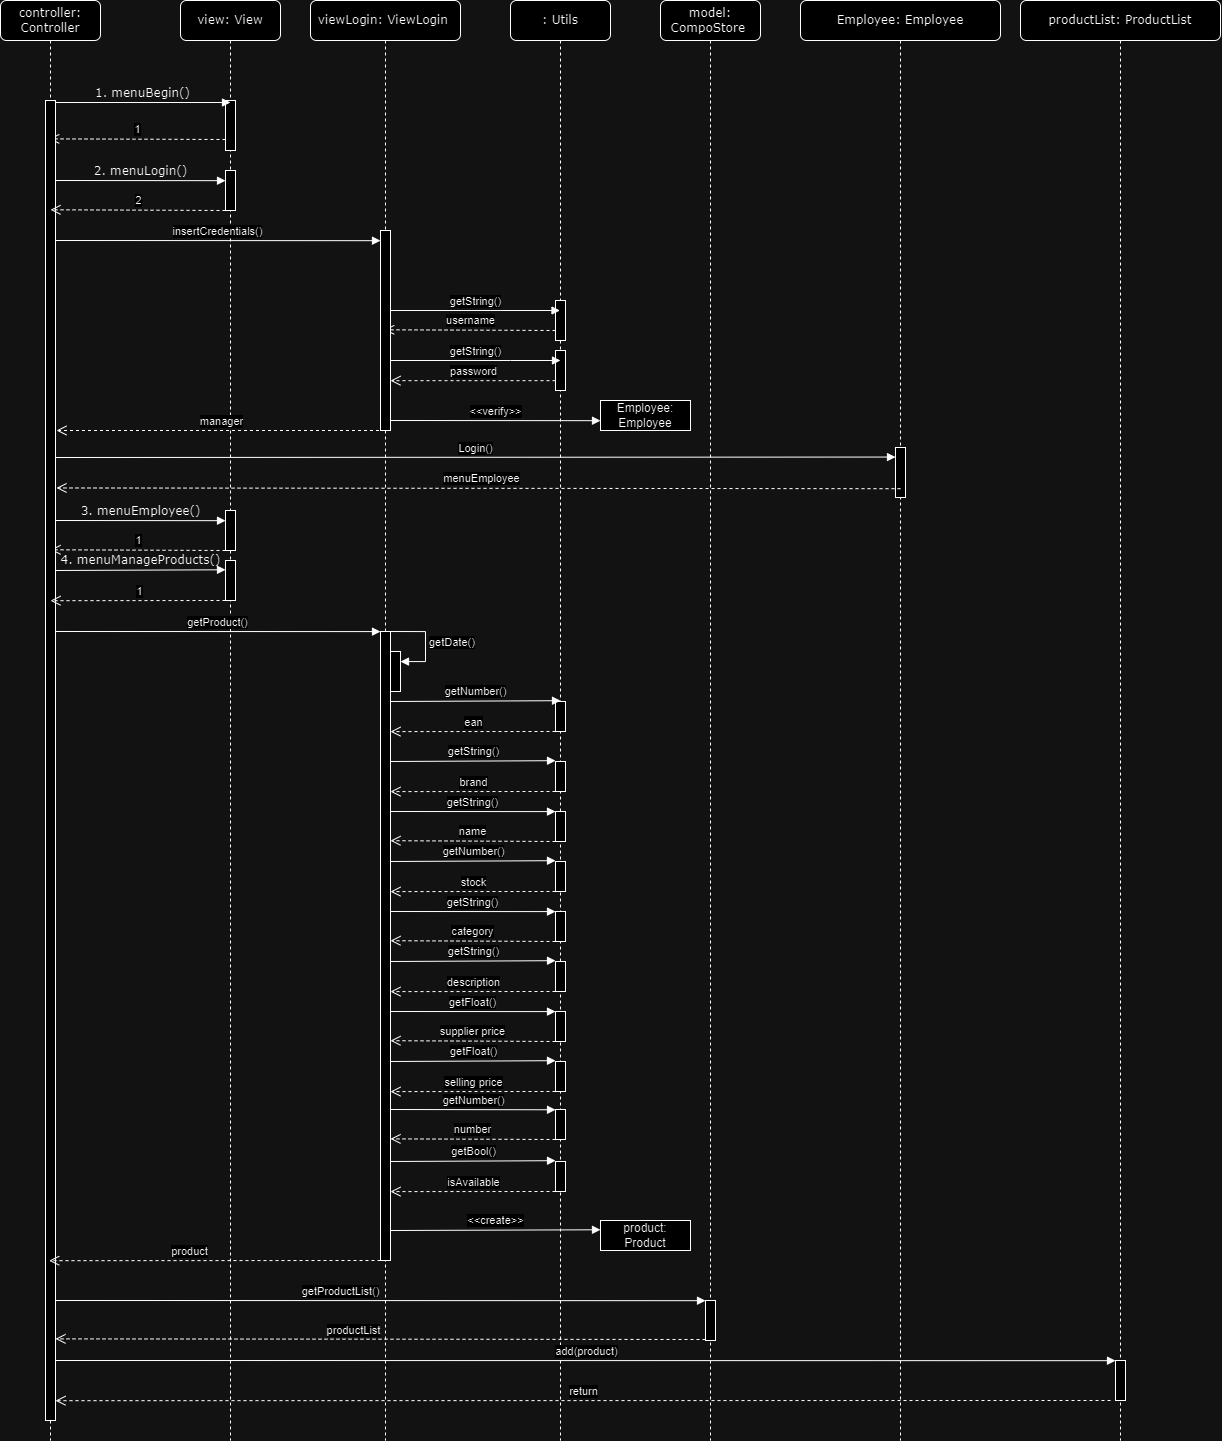 controller:
Controller
view: View
viewLogin: ViewLogin
: Utils
model:
CompoStore
Employee: Employee
productList: ProductList
1. menuBegin()
1
2. menuLogin()
2
insertCredentials()
getString()
username
getString()
password
<<verify>>
Employee:
Employee
manager
Login()
menuEmployee
3. menuEmployee()
1
4. menuManageProducts()
1
getProduct()
getDate()
getNumber()
ean
getString()
brand
getString()
name
getNumber()
stock
getString()
category
getString()
description
getFloat()
supplier price
getFloat()
selling price
getNumber()
number
getBool()
isAvailable
<<create>>
product:
Product
product
getProductList()
productList
add(product)
return